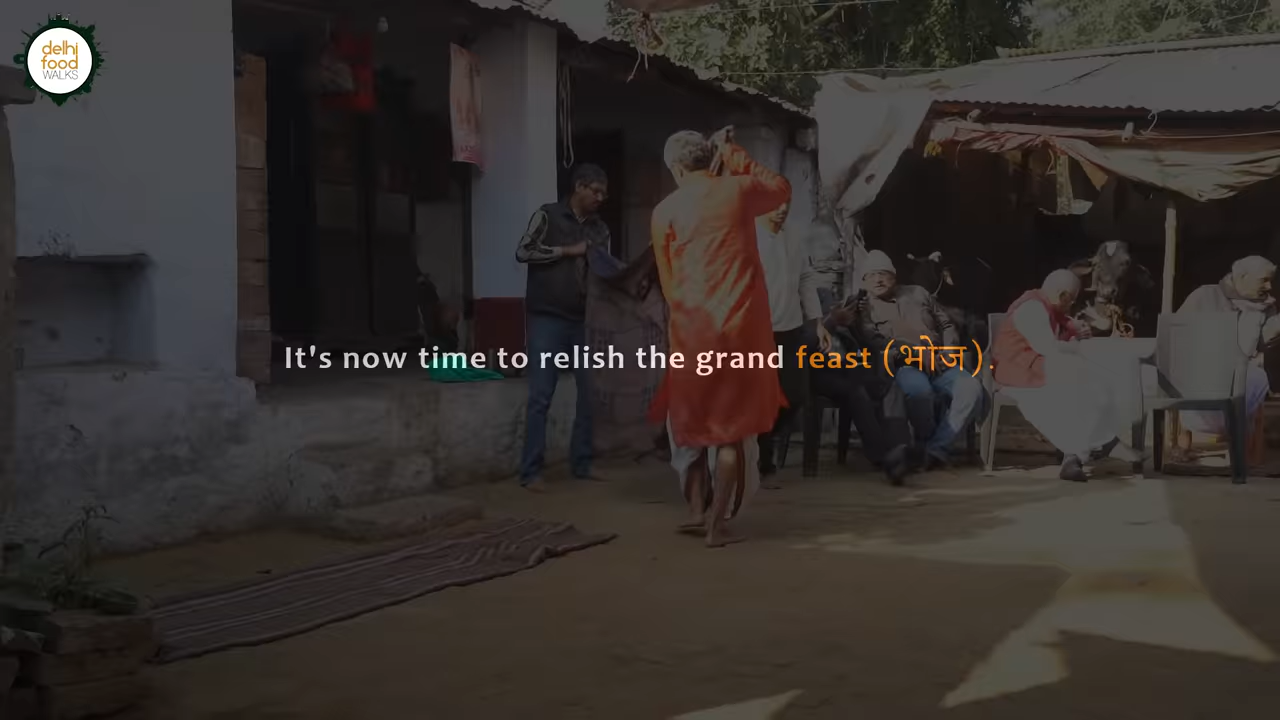 delhi
food
WALKS
It's now time to relish the grand feast (भोज).